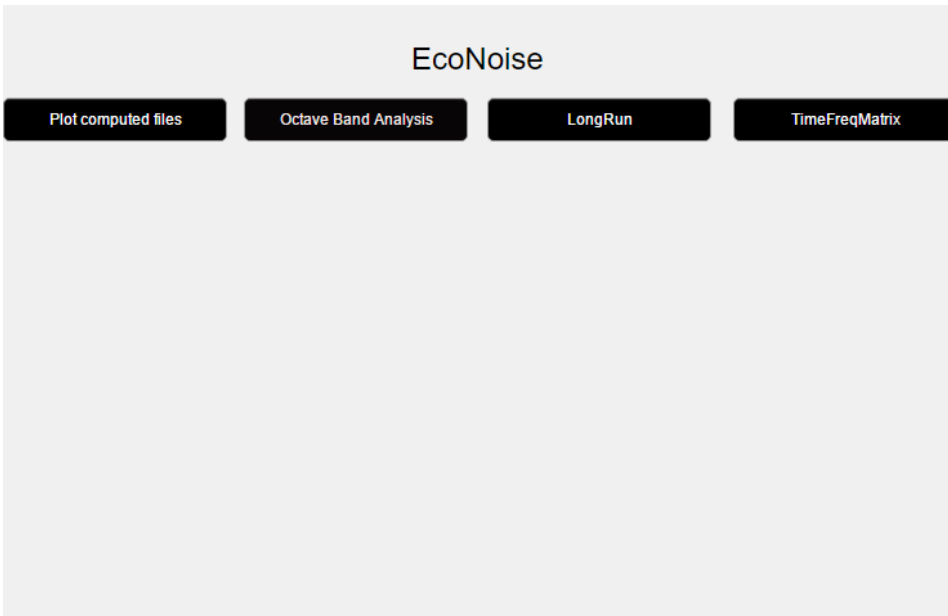 EcoNoise
Plot computed files
Octave Band Analysis
LongRun
TimeFreqMatrix